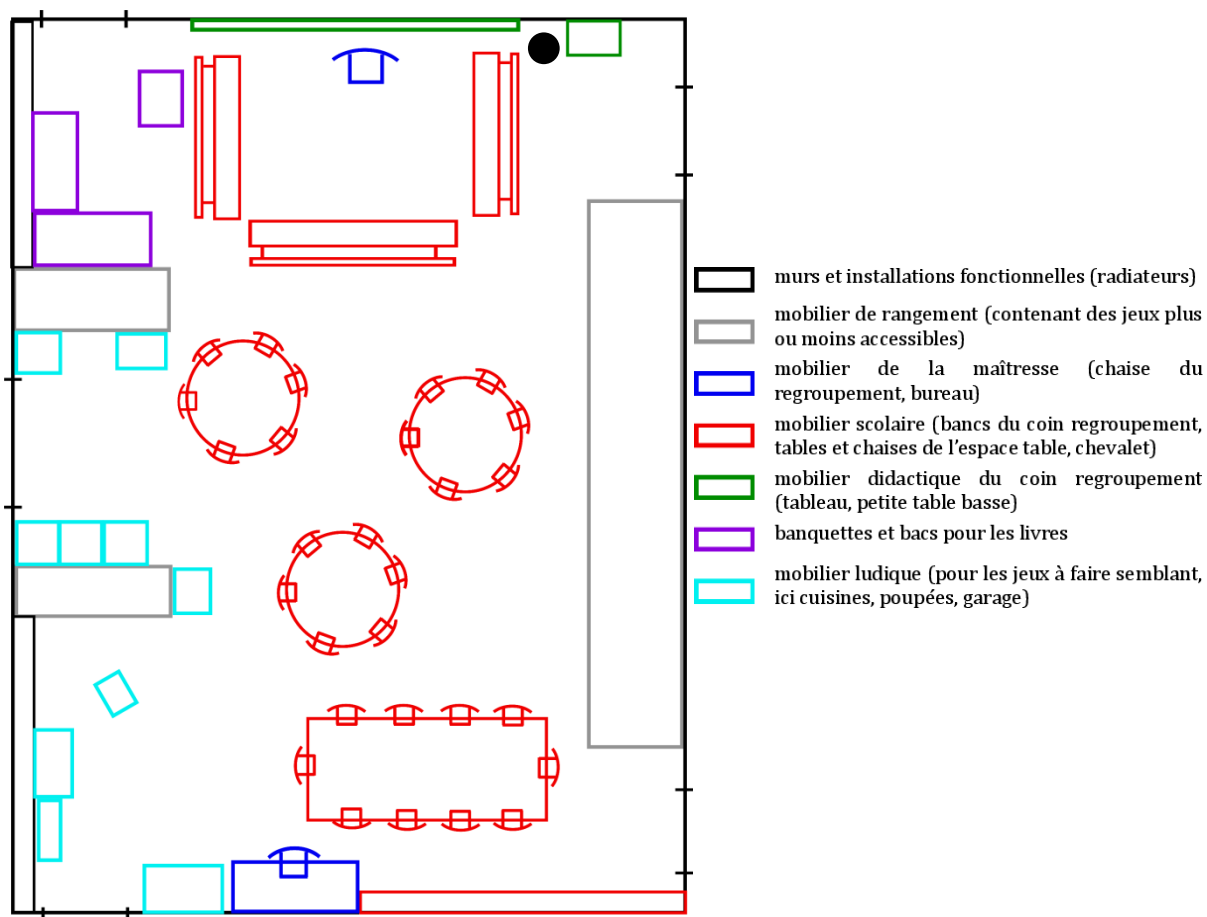 murs et installations fonctionnelles (radiateurs)
mobilier de rangement (contenant des jeux plus
ou moins accessibles)
mobilier de la maîtresse (chaise du
regroupement, bureau)
mobilier scolaire (bancs du coin regroupement,
tables et chaises de l'espace table, chevalet)
mobilier didactique du coin regroupement
(tableau, petite table basse)
banquettes et bacs pour les livres
mobilier ludique (pour les jeux à faire semblant,
ici cuisines, poupées, garage)